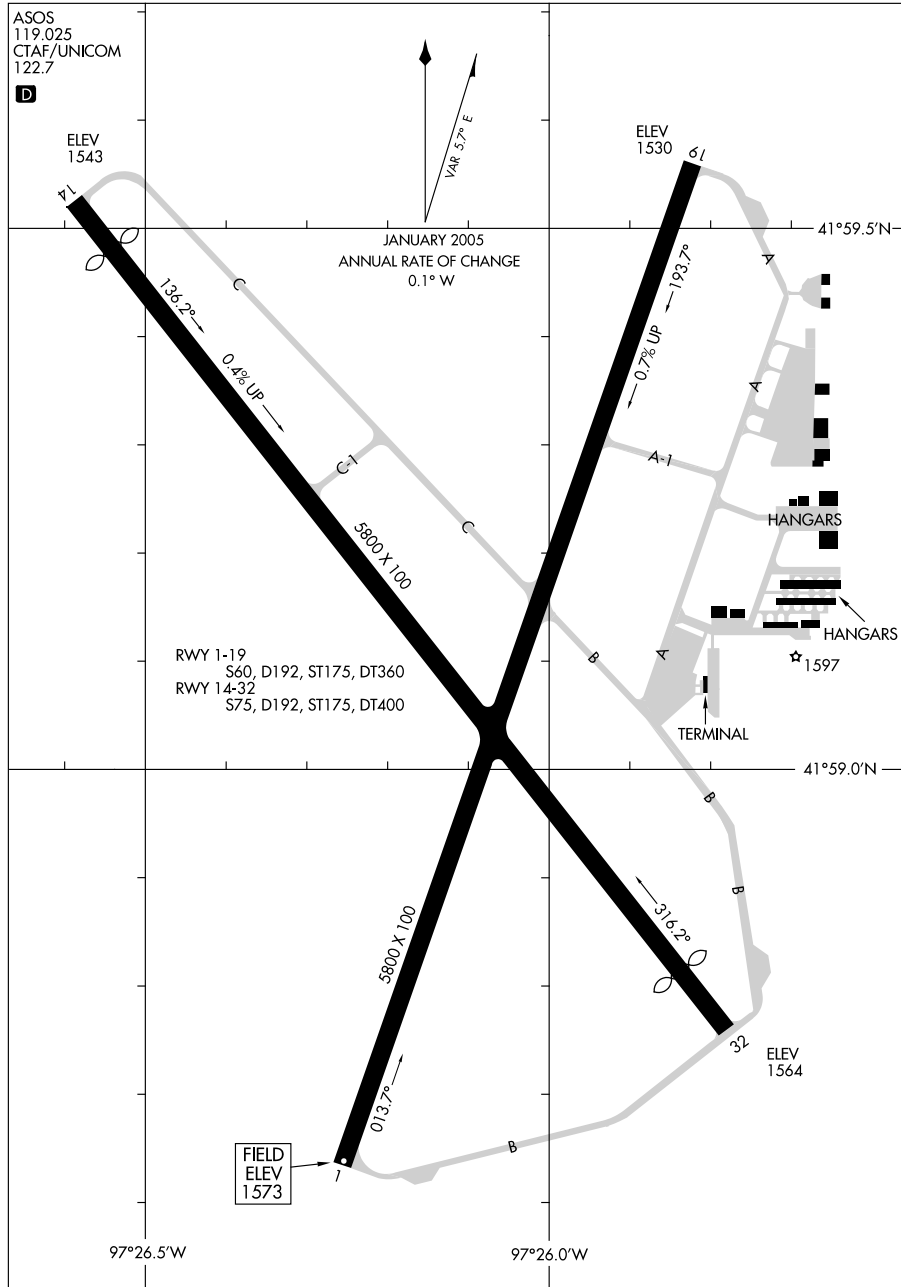 ASOS
119.025
CTAF/UNICOM
122.7
D
ELEV
1543
14
VAR 5.7° E
JANUARY 2005
ANNUAL RATE OF CHANGE
0.1° W
ELEV
1530
19
41°59.5'N
136.2°
0.4% UP
C
193.7°
0.7% UP
A
A
C-1
A-1
5800 X 100
C
HANGARS
HANGARS
RWY 1-19
S60, D192, ST175, DT360
RWY 14-32
S75, D192, ST175, DT400
B
A
1597
TERMINAL
41°59.0'N
B
B
316.2°
5800 X 100
32
ELEV
1564
013.7°
B
FIELD
ELEV
1573
1
97°26.5'W
97°26.0'W